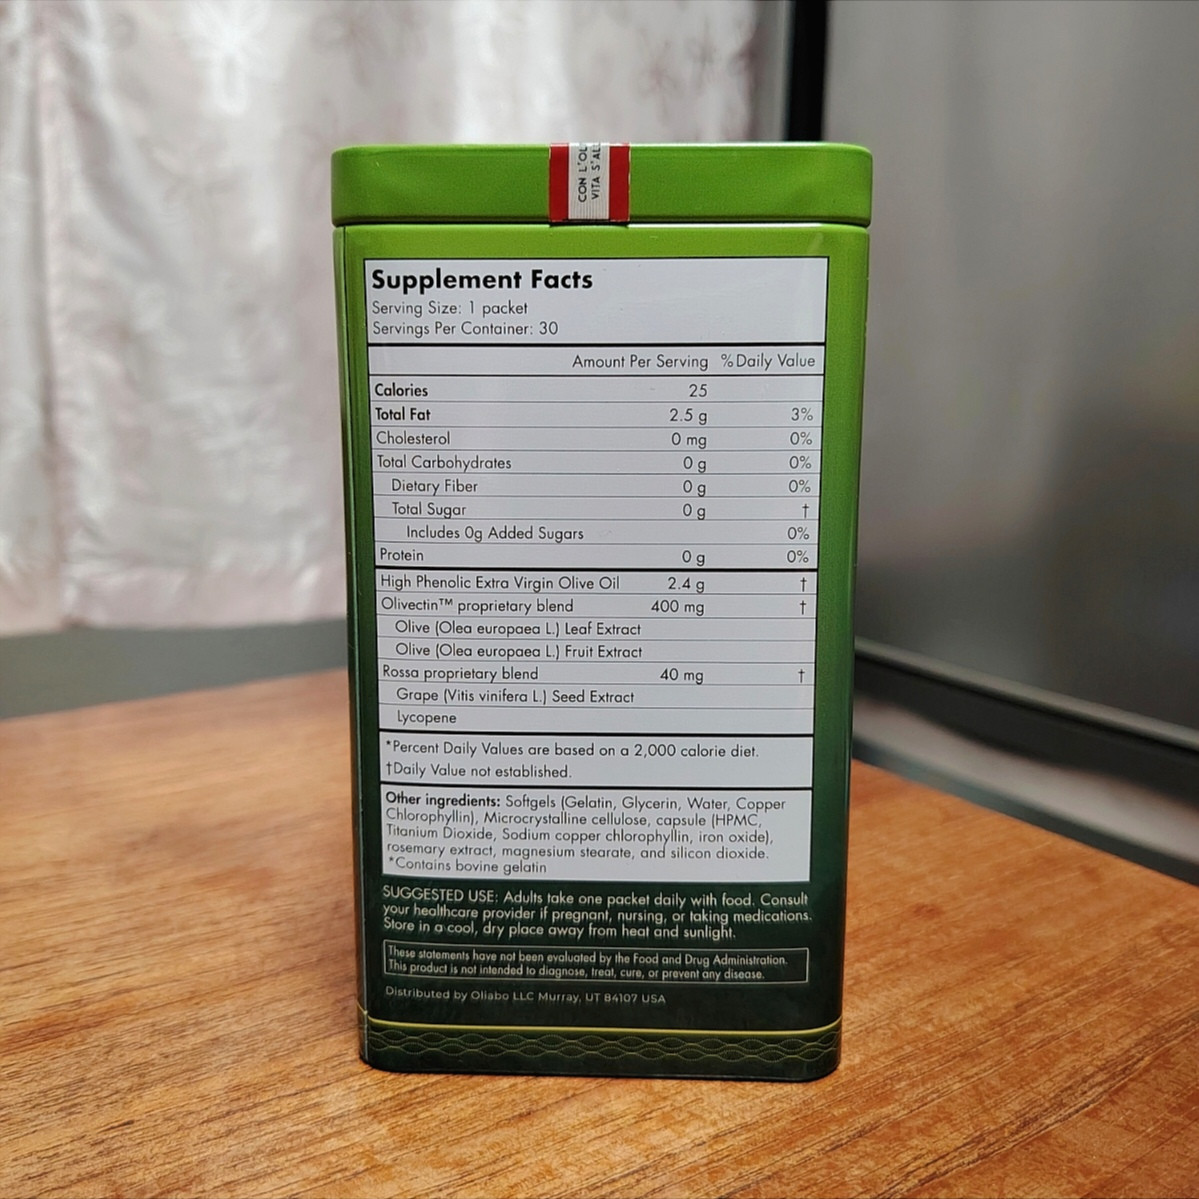 CON L'OL
VITA S'AL
Supplement Facts
Serving Size: 1 packet
Servings Per Container: 30
Amount Per Serving % Daily Value
Calories 25
Total Fat 2.5 g 3%
Cholesterol 0 mg 0%
Total Carbohydrates 0 g 0%
Dietary Fiber 0 g 0%
Total Sugar 0 g †
Includes 0g Added Sugars 0%
Protein 0 g 0%
High Phenolic Extra Virgin Olive Oil 2.4 g †
Olivectin™ proprietary blend 400 mg †
Olive (Olea europaea L.) Leaf Extract
Olive (Olea europaea L.) Fruit Extract
Rossa proprietary blend 40 mg †
Grape (Vitis vinifera L.) Seed Extract
Lycopene
*Percent Daily Values are based on a 2,000 calorie diet.
†Daily Value not established.
Other ingredients: Softgels (Gelatin, Glycerin, Water, Copper
Chlorophyllin), Microcrystalline cellulose, capsule (HPMC,
Titanium Dioxide, Sodium copper chlorophyllin, iron oxide),
rosemary extract, magnesium stearate, and silicon dioxide.
*Contains bovine gelatin
SUGGESTED USE: Adults take one packet daily with food. Consult
your healthcare provider if pregnant, nursing, or taking medications.
Store in a cool, dry place away from heat and sunlight.
These statements have not been evaluated by the Food and Drug Administration.
This product is not intended to diagnose, treat, cure, or prevent any disease.
Distributed by Oliabo LLC Murray, UT 84107 USA